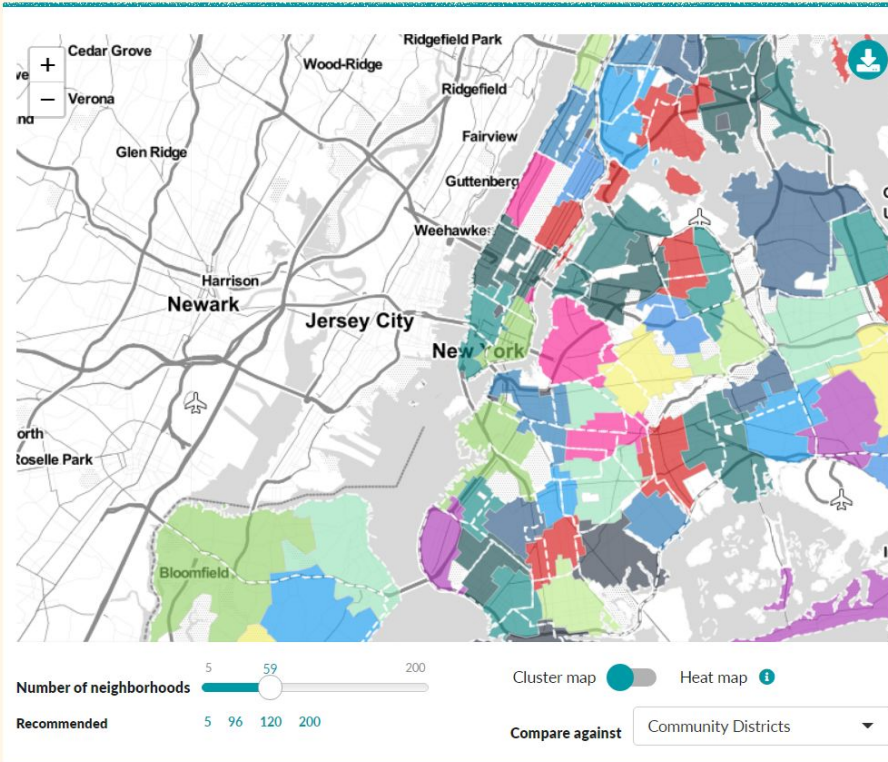 Ridgefield Park
Cedar Grove
+
Wood-Ridge
−
Ridgefield
Verona
Fairview
Glen Ridge
Guttenberg
Weehawke
Harrison
Newark
Jersey City
New York
orth
Roselle Park
Bloomfield
5 59 200
Number of neighborhoods
Cluster map Heat map i
Recommended 5 96 120 200
Compare against Community Districts